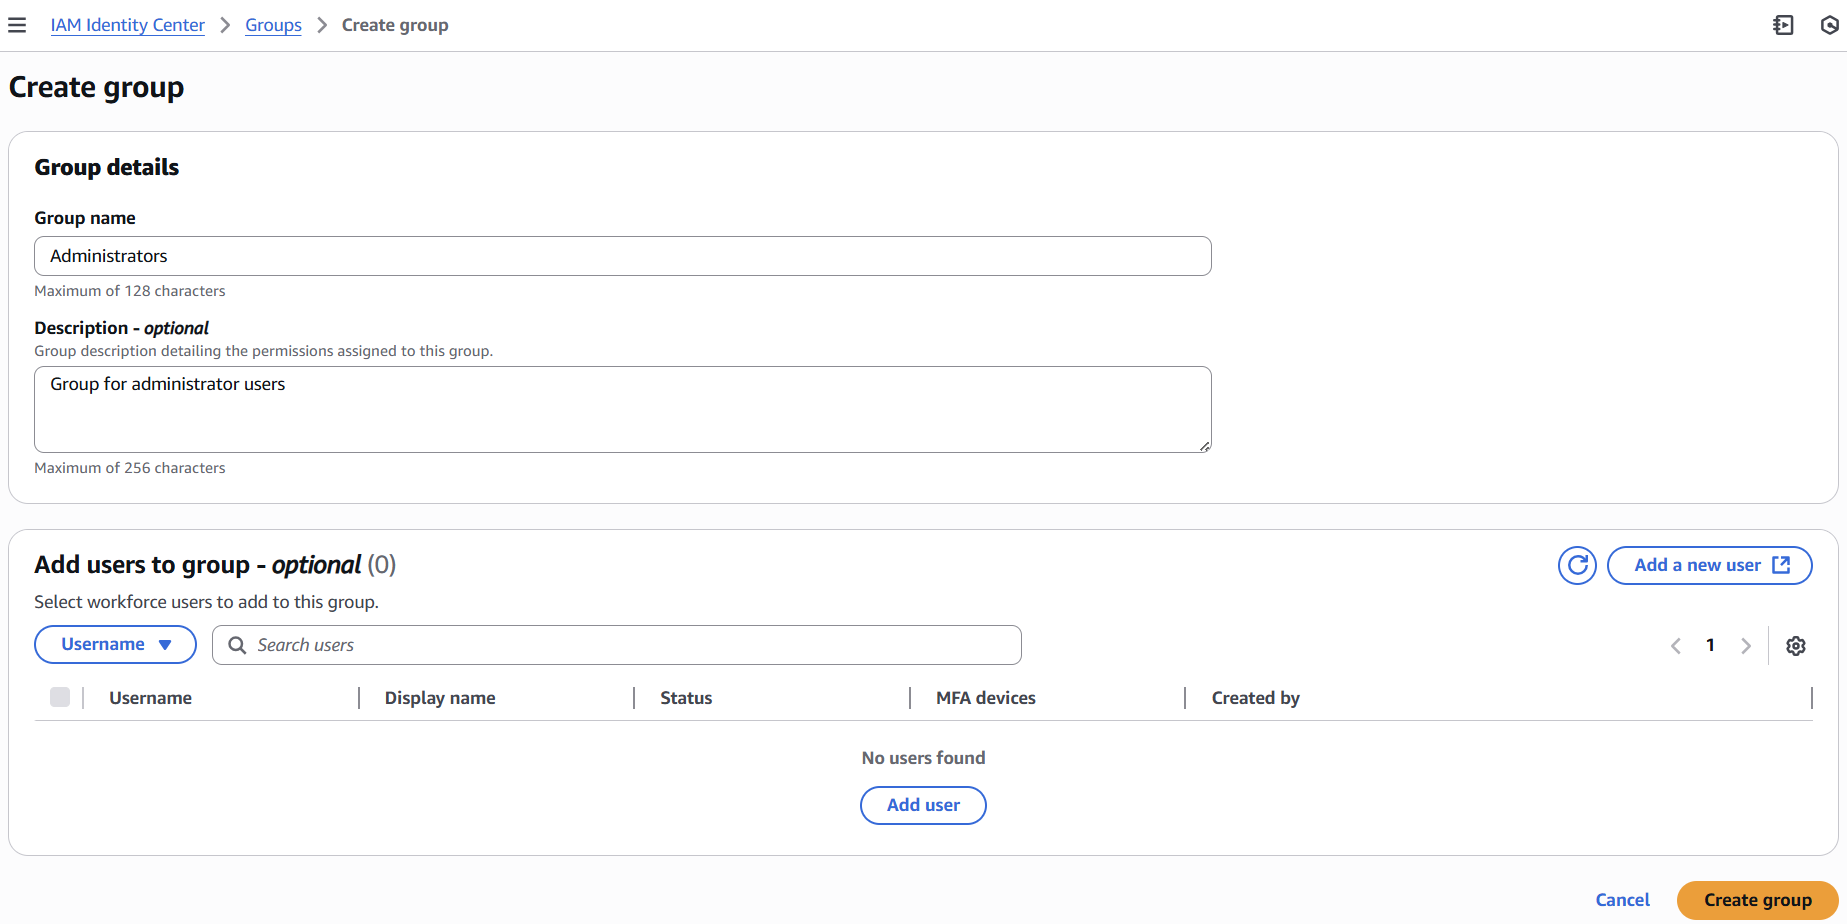 IAM Identity Center > Groups > Create group
Create group
Group details
Group name
Administrators
Maximum of 128 characters
Description - optional
Group description detailing the permissions assigned to this group.
Group for administrator users
Maximum of 256 characters
Add users to group - optional (0)
Add a new user
Select workforce users to add to this group.
Username
Search users
1
Username Display name Status MFA devices Created by
No users found
Add user
Cancel Create group